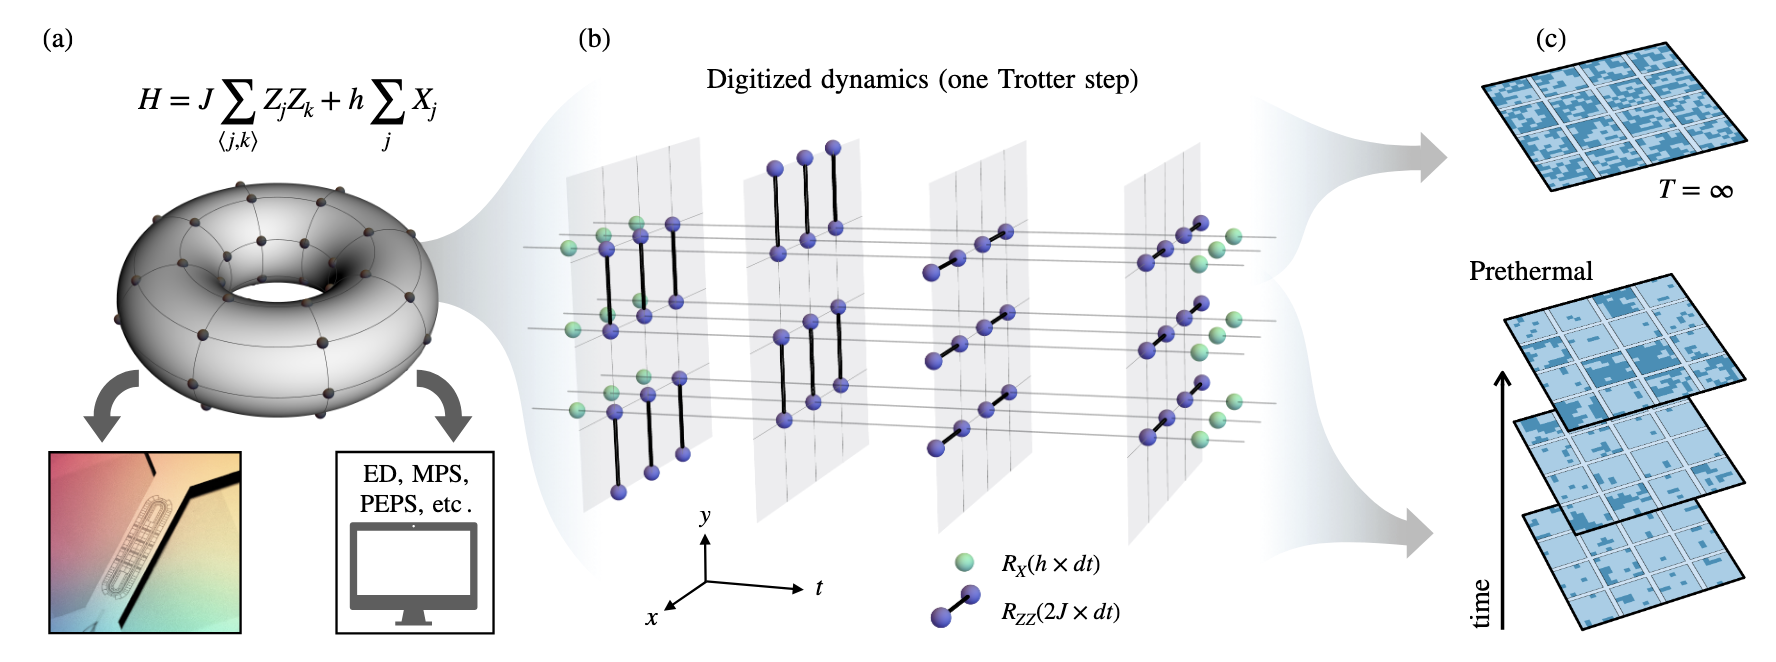 (a)
H = J ∑ Z_j Z_k + h ∑ X_j
⟨j,k⟩ j
ED, MPS,
PEPS, etc.
(b)
Digitized dynamics (one Trotter step)
y
t
x
R_X(h × dt)
R_ZZ(2J × dt)
(c)
T = ∞
Prethermal
time